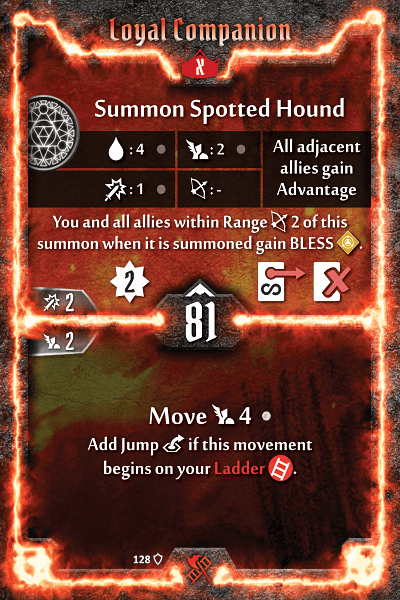 Loyal Companion
X
Summon Spotted Hound
:4 :2
:1 :-
All adjacent
allies gain
Advantage
You and all allies within Range 2 of this
summon when it is summoned gain BLESS .
2
2
81
2
Move 4
Add Jump if this movement
begins on your Ladder .
128